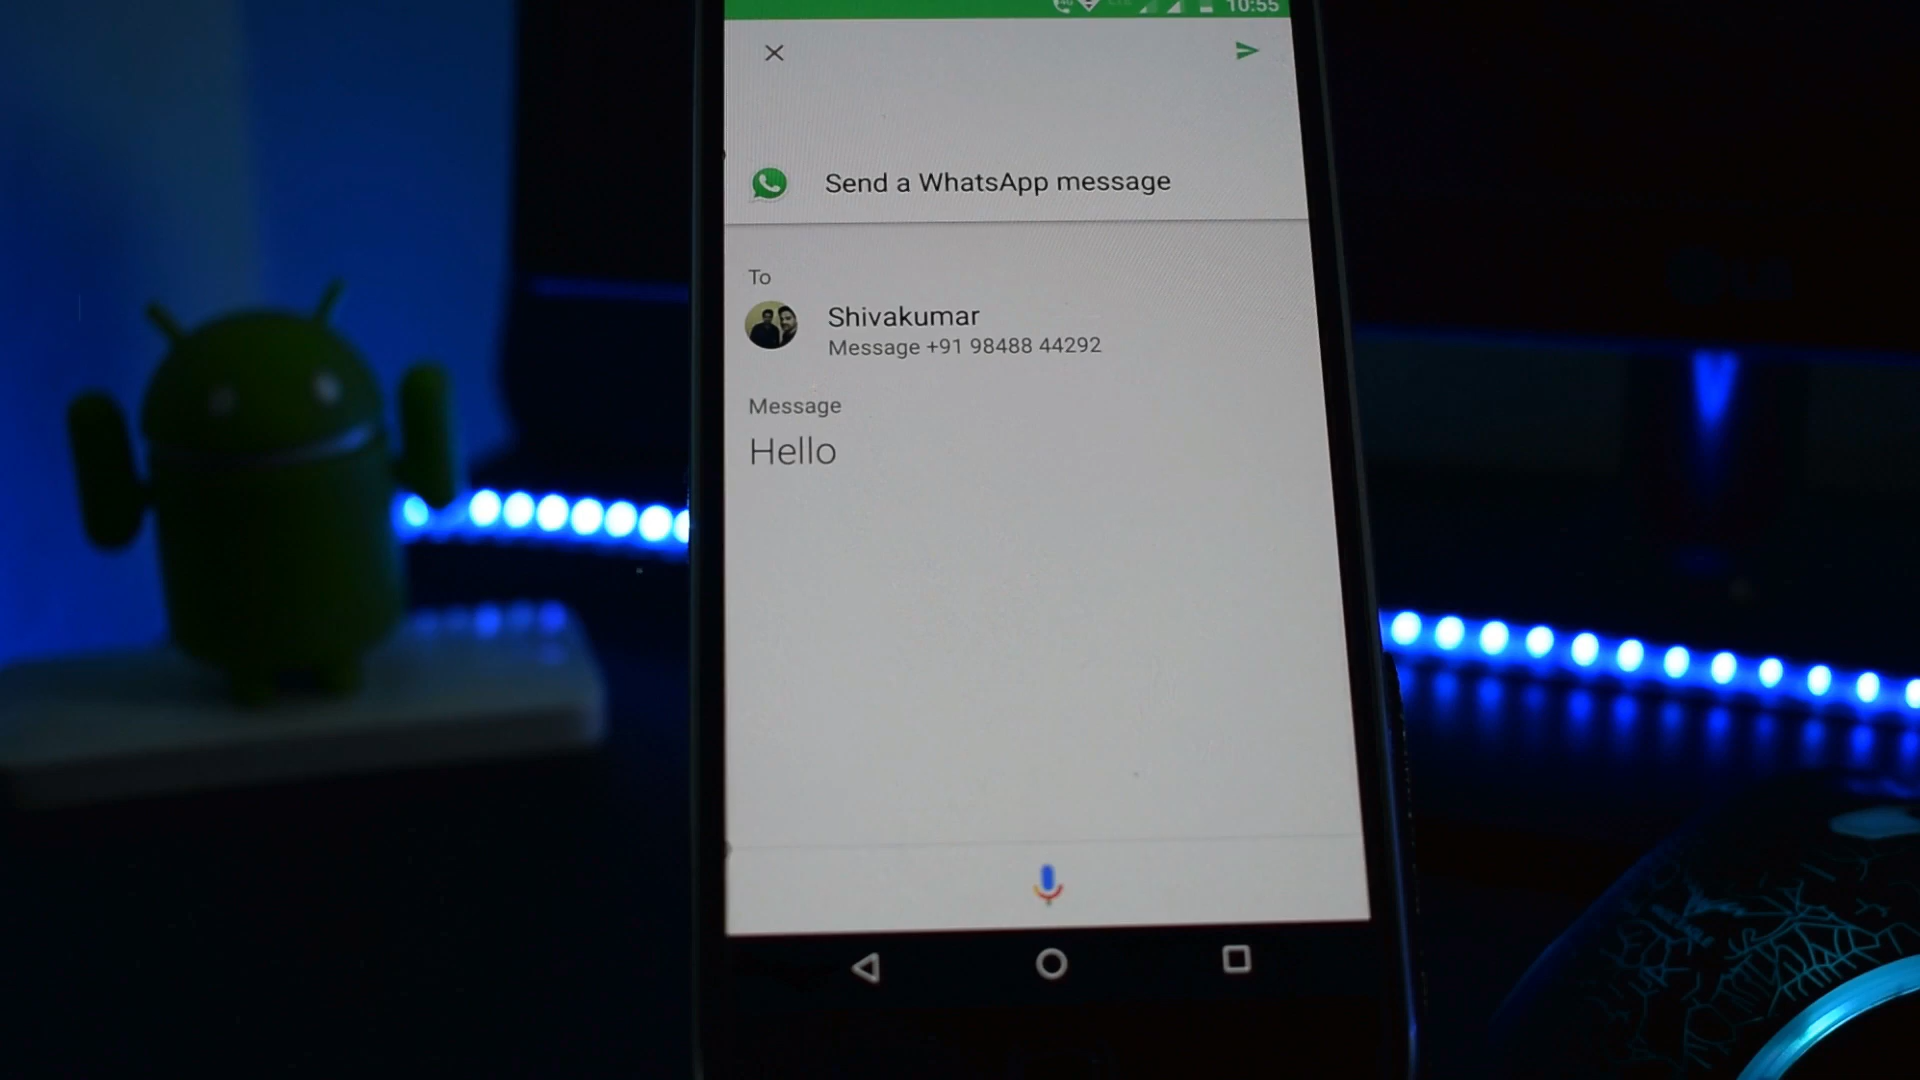 10:55
Send a WhatsApp message
To
Shivakumar
Message +91 98488 44292
Message
Hello